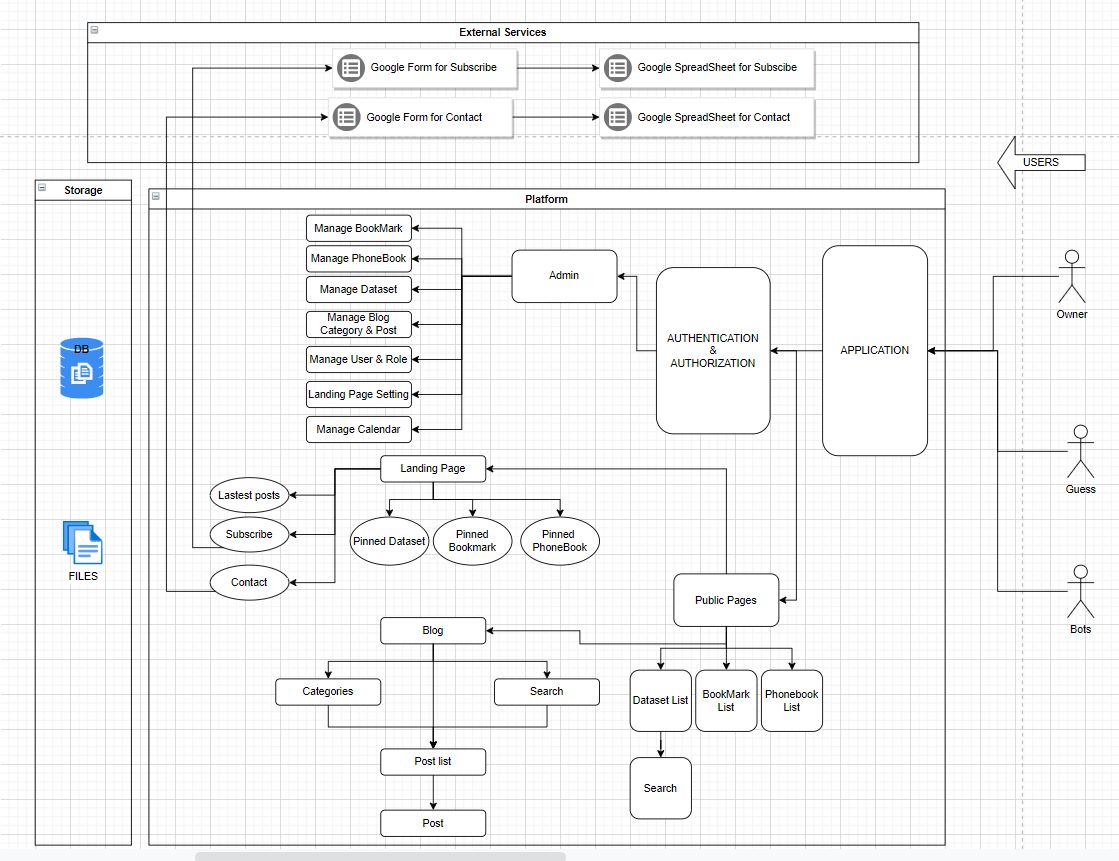 External Services
Google Form for Subscribe
Google SpreadSheet for Subscibe
Google Form for Contact
Google SpreadSheet for Contact
USERS
Storage
Platform
Manage BookMark
Manage PhoneBook
Manage Dataset
Manage Blog
Category & Post
Manage User & Role
Landing Page Setting
Manage Calendar
Admin
AUTHENTICATION
&
AUTHORIZATION
APPLICATION
Owner
DB
Landing Page
Lastest posts
Subscribe
Contact
Pinned Dataset
Pinned
Bookmark
Pinned
PhoneBook
Guess
FILES
Public Pages
Bots
Blog
Categories
Search
Dataset List
BookMark
List
Phonebook
List
Post list
Search
Post